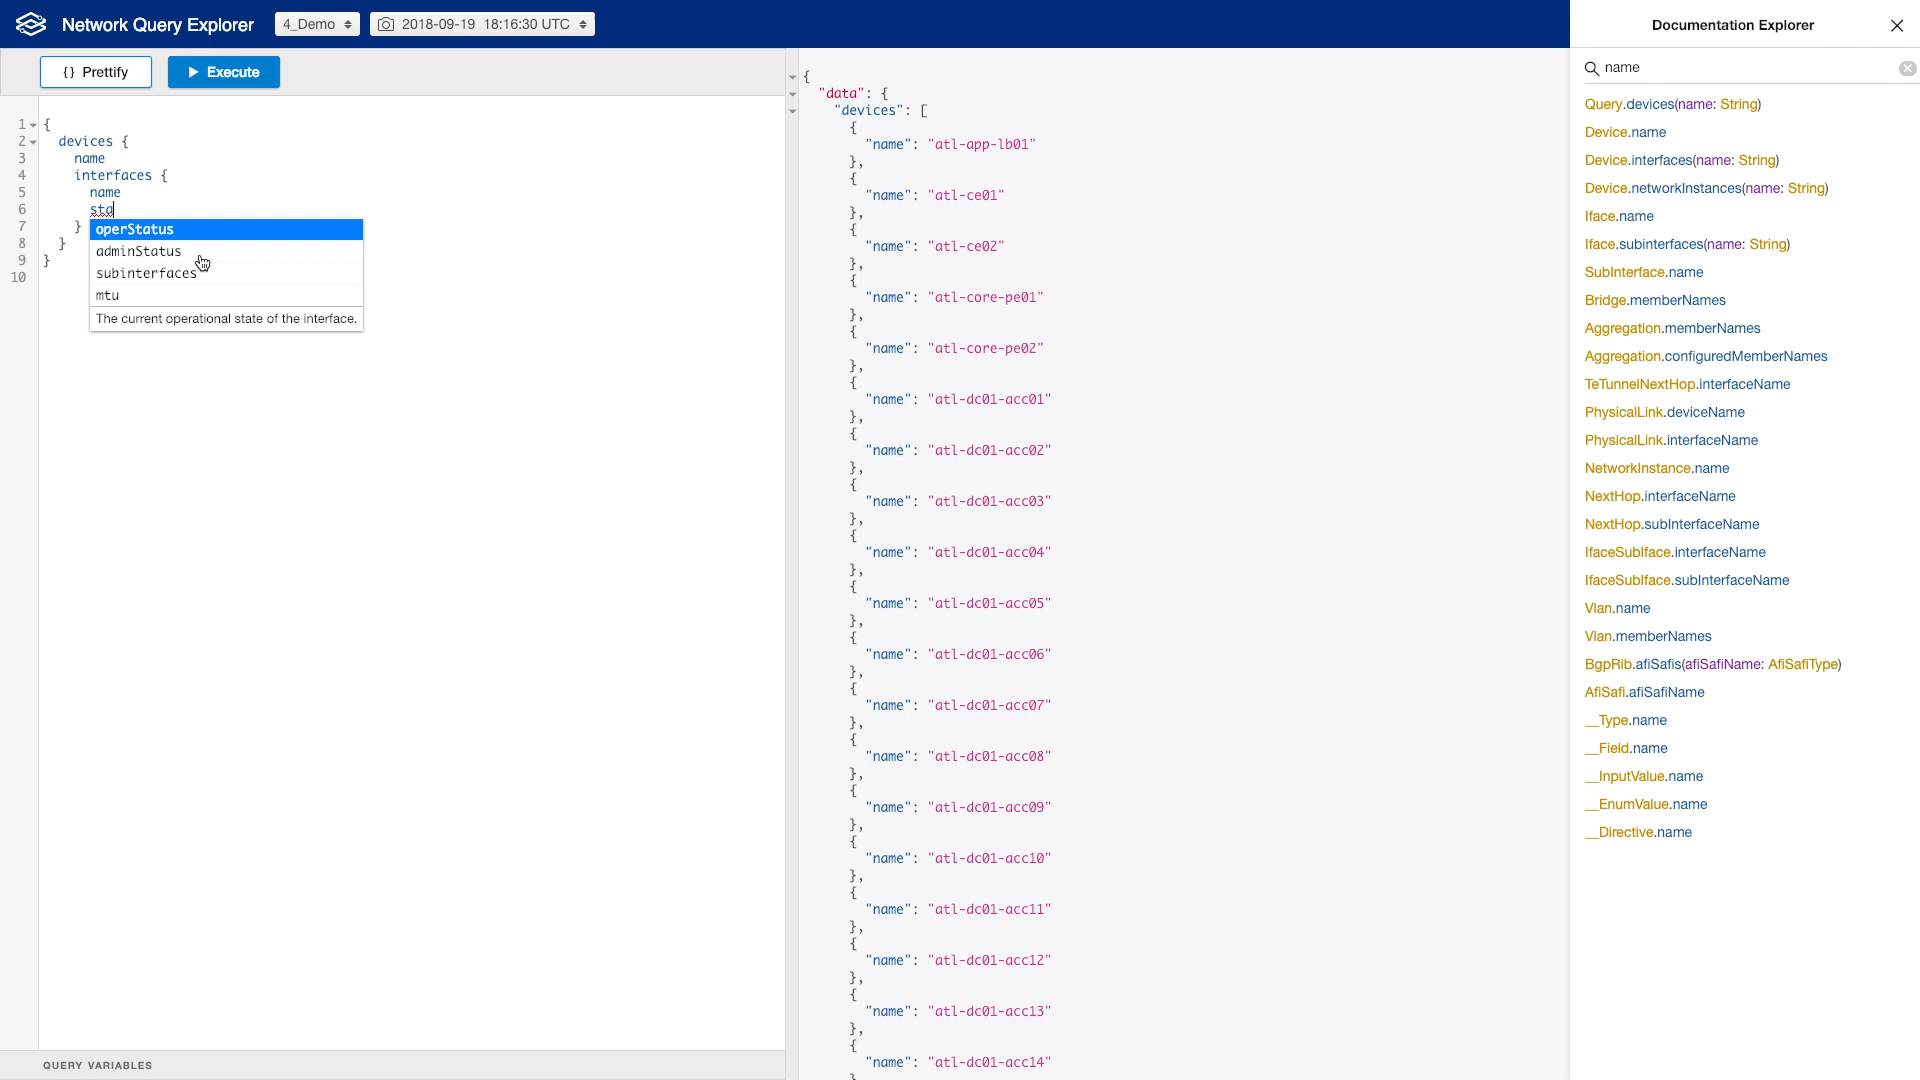 Network Query Explorer
4_Demo
2018-09-19 18:16:30 UTC
{} Prettify
Execute
1 {
2 devices {
3 name
4 interfaces {
5 name
6 sta
7 }
8 }
9 }
10
operStatus
adminStatus
subinterfaces
mtu
The current operational state of the interface.
QUERY VARIABLES
{
"data": {
"devices": [
{
"name": "atl-app-lb01"
},
{
"name": "atl-ce01"
},
{
"name": "atl-ce02"
},
{
"name": "atl-core-pe01"
},
{
"name": "atl-core-pe02"
},
{
"name": "atl-dc01-acc01"
},
{
"name": "atl-dc01-acc02"
},
{
"name": "atl-dc01-acc03"
},
{
"name": "atl-dc01-acc04"
},
{
"name": "atl-dc01-acc05"
},
{
"name": "atl-dc01-acc06"
},
{
"name": "atl-dc01-acc07"
},
{
"name": "atl-dc01-acc08"
},
{
"name": "atl-dc01-acc09"
},
{
"name": "atl-dc01-acc10"
},
{
"name": "atl-dc01-acc11"
},
{
"name": "atl-dc01-acc12"
},
{
"name": "atl-dc01-acc13"
},
{
"name": "atl-dc01-acc14"
}
Documentation Explorer
name
Query.devices(name: String)
Device.name
Device.interfaces(name: String)
Device.networkInstances(name: String)
Iface.name
Iface.subinterfaces(name: String)
SubInterface.name
Bridge.memberNames
Aggregation.memberNames
Aggregation.configuredMemberNames
TeTunnelNextHop.interfaceName
PhysicalLink.deviceName
PhysicalLink.interfaceName
NetworkInstance.name
NextHop.interfaceName
NextHop.subInterfaceName
IfaceSubIface.interfaceName
IfaceSubIface.subInterfaceName
Vlan.name
Vlan.memberNames
BgpRib.afiSafis(afiSafiName: AfiSafiType)
AfiSafi.afiSafiName
__Type.name
__Field.name
__InputValue.name
__EnumValue.name
__Directive.name